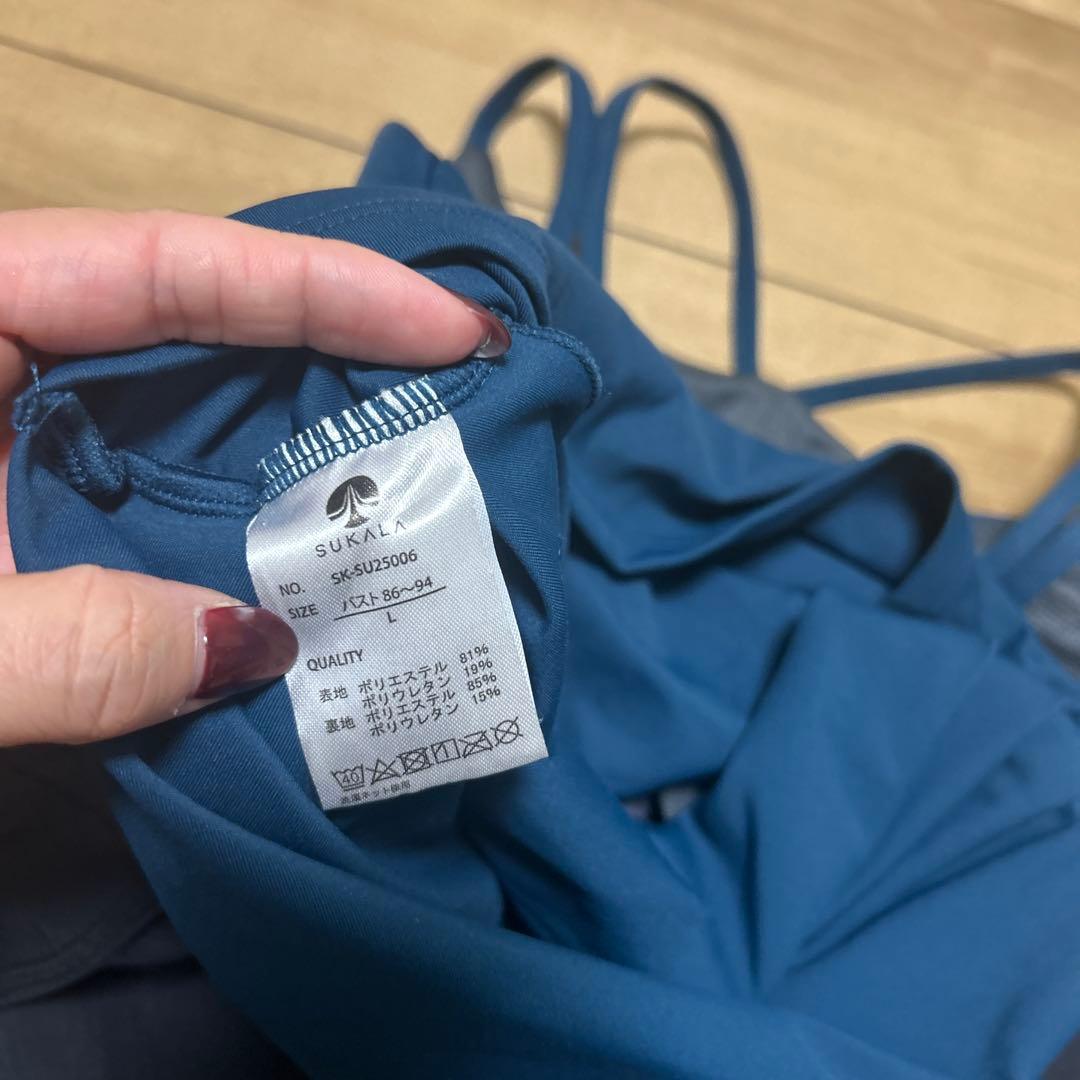 SUKALA
NO. SK-SU25006
SIZE バスト86～94
L
QUALITY
表地 ポリエステル 81%
ポリウレタン 19%
裏地 ポリエステル 85%
ポリウレタン 15%
40
洗濯ネット使用